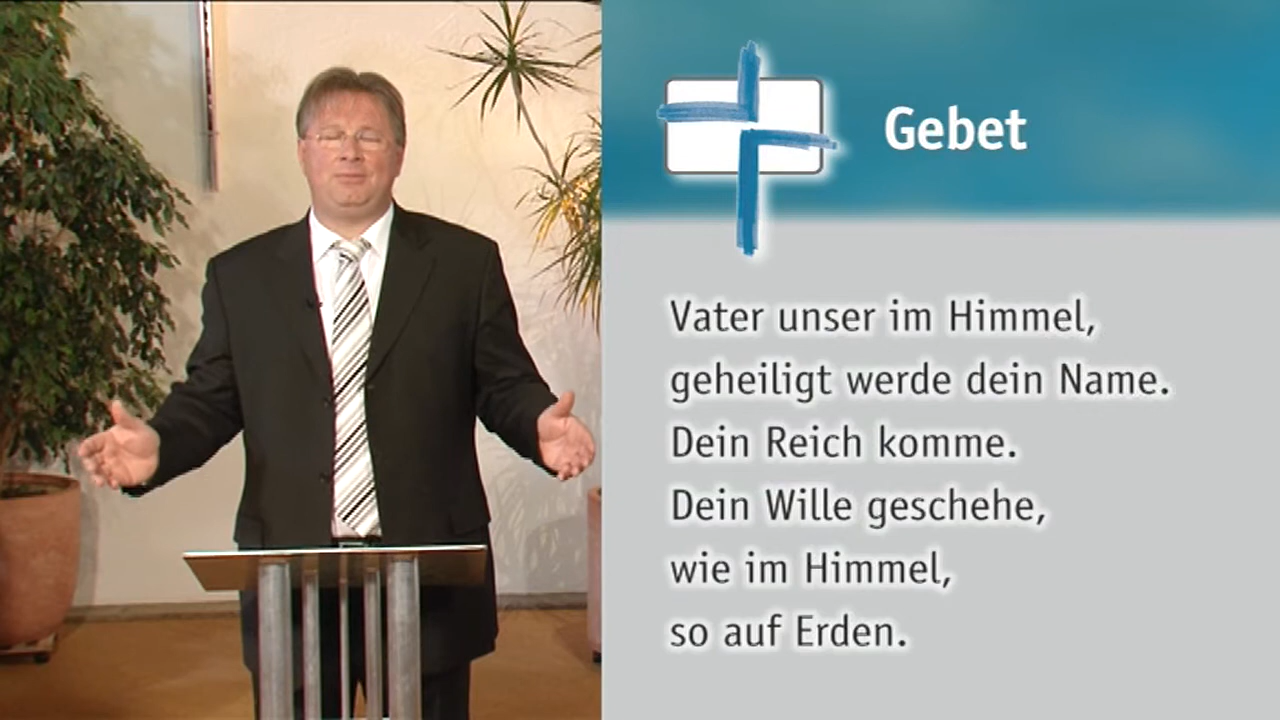 Gebet
Vater unser im Himmel,
geheiligt werde dein Name.
Dein Reich komme.
Dein Wille geschehe,
wie im Himmel,
so auf Erden.